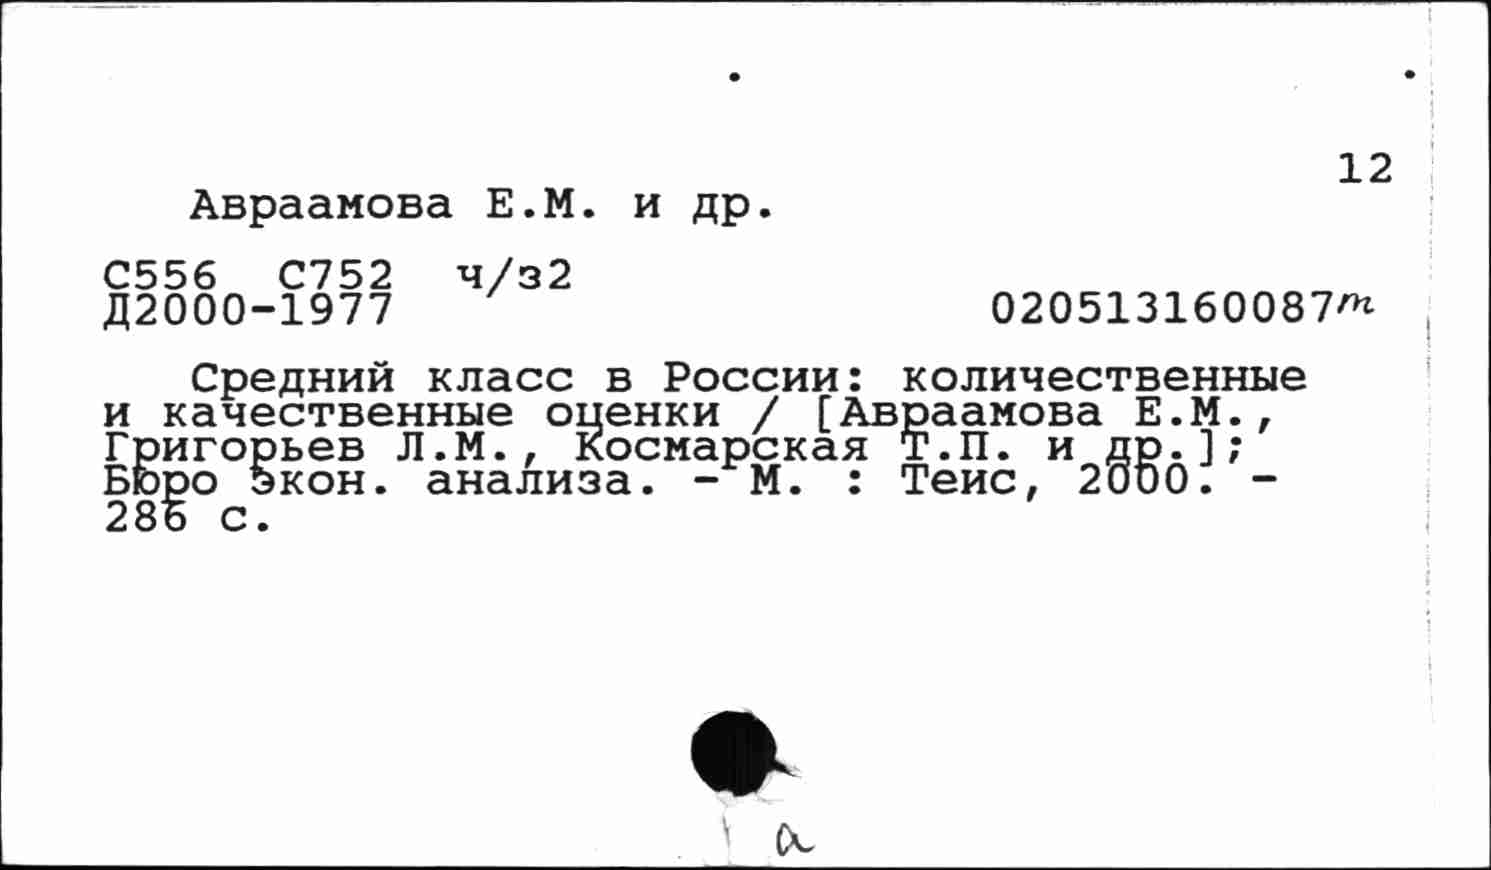 12
Авраамова Е.М. и др.
С556 С752 ч/з2
Д2000-1977 020513160087m
Средний класс в России: количественные
и качественные оценки / [Авраамова Е.М.,
Григорьев Л.М., Космарская Т.П. и др.];
Бюро экон. анализа. - М. : Теис, 2000. -
286 с.
а